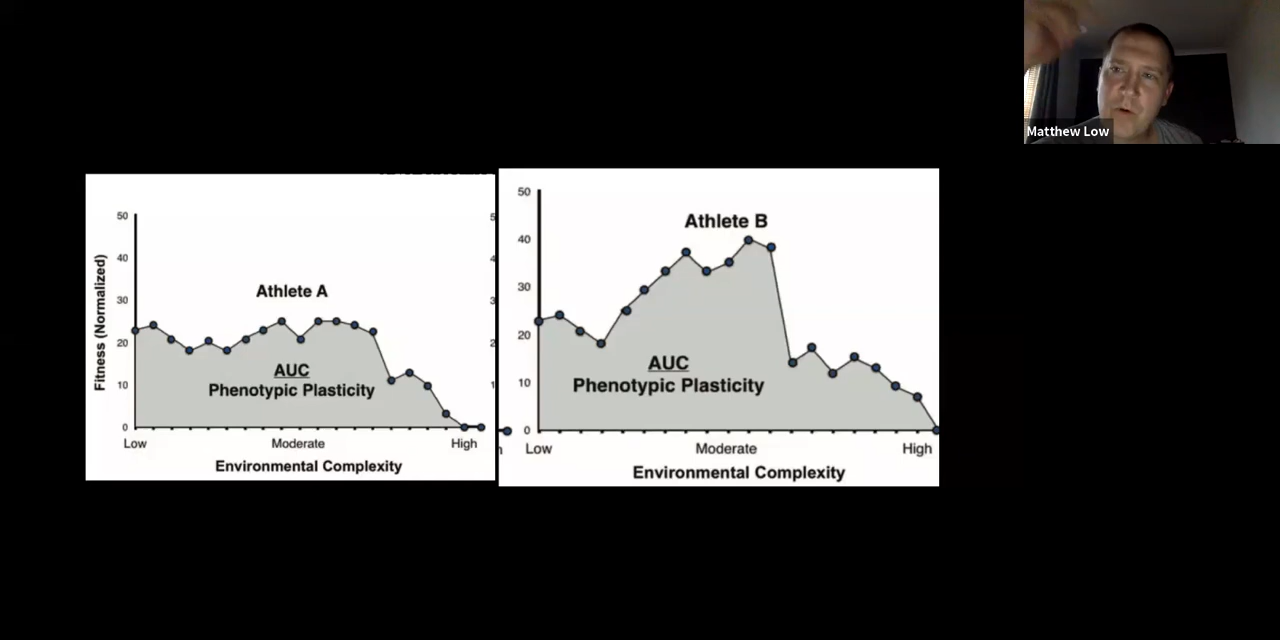 Matthew Low
50
40
30
20
10
0
Fitness (Normalized)
Athlete A
AUC
Phenotypic Plasticity
Low
Moderate
High
Environmental Complexity
50
40
30
20
10
0
Athlete B
AUC
Phenotypic Plasticity
Low
Moderate
High
Environmental Complexity